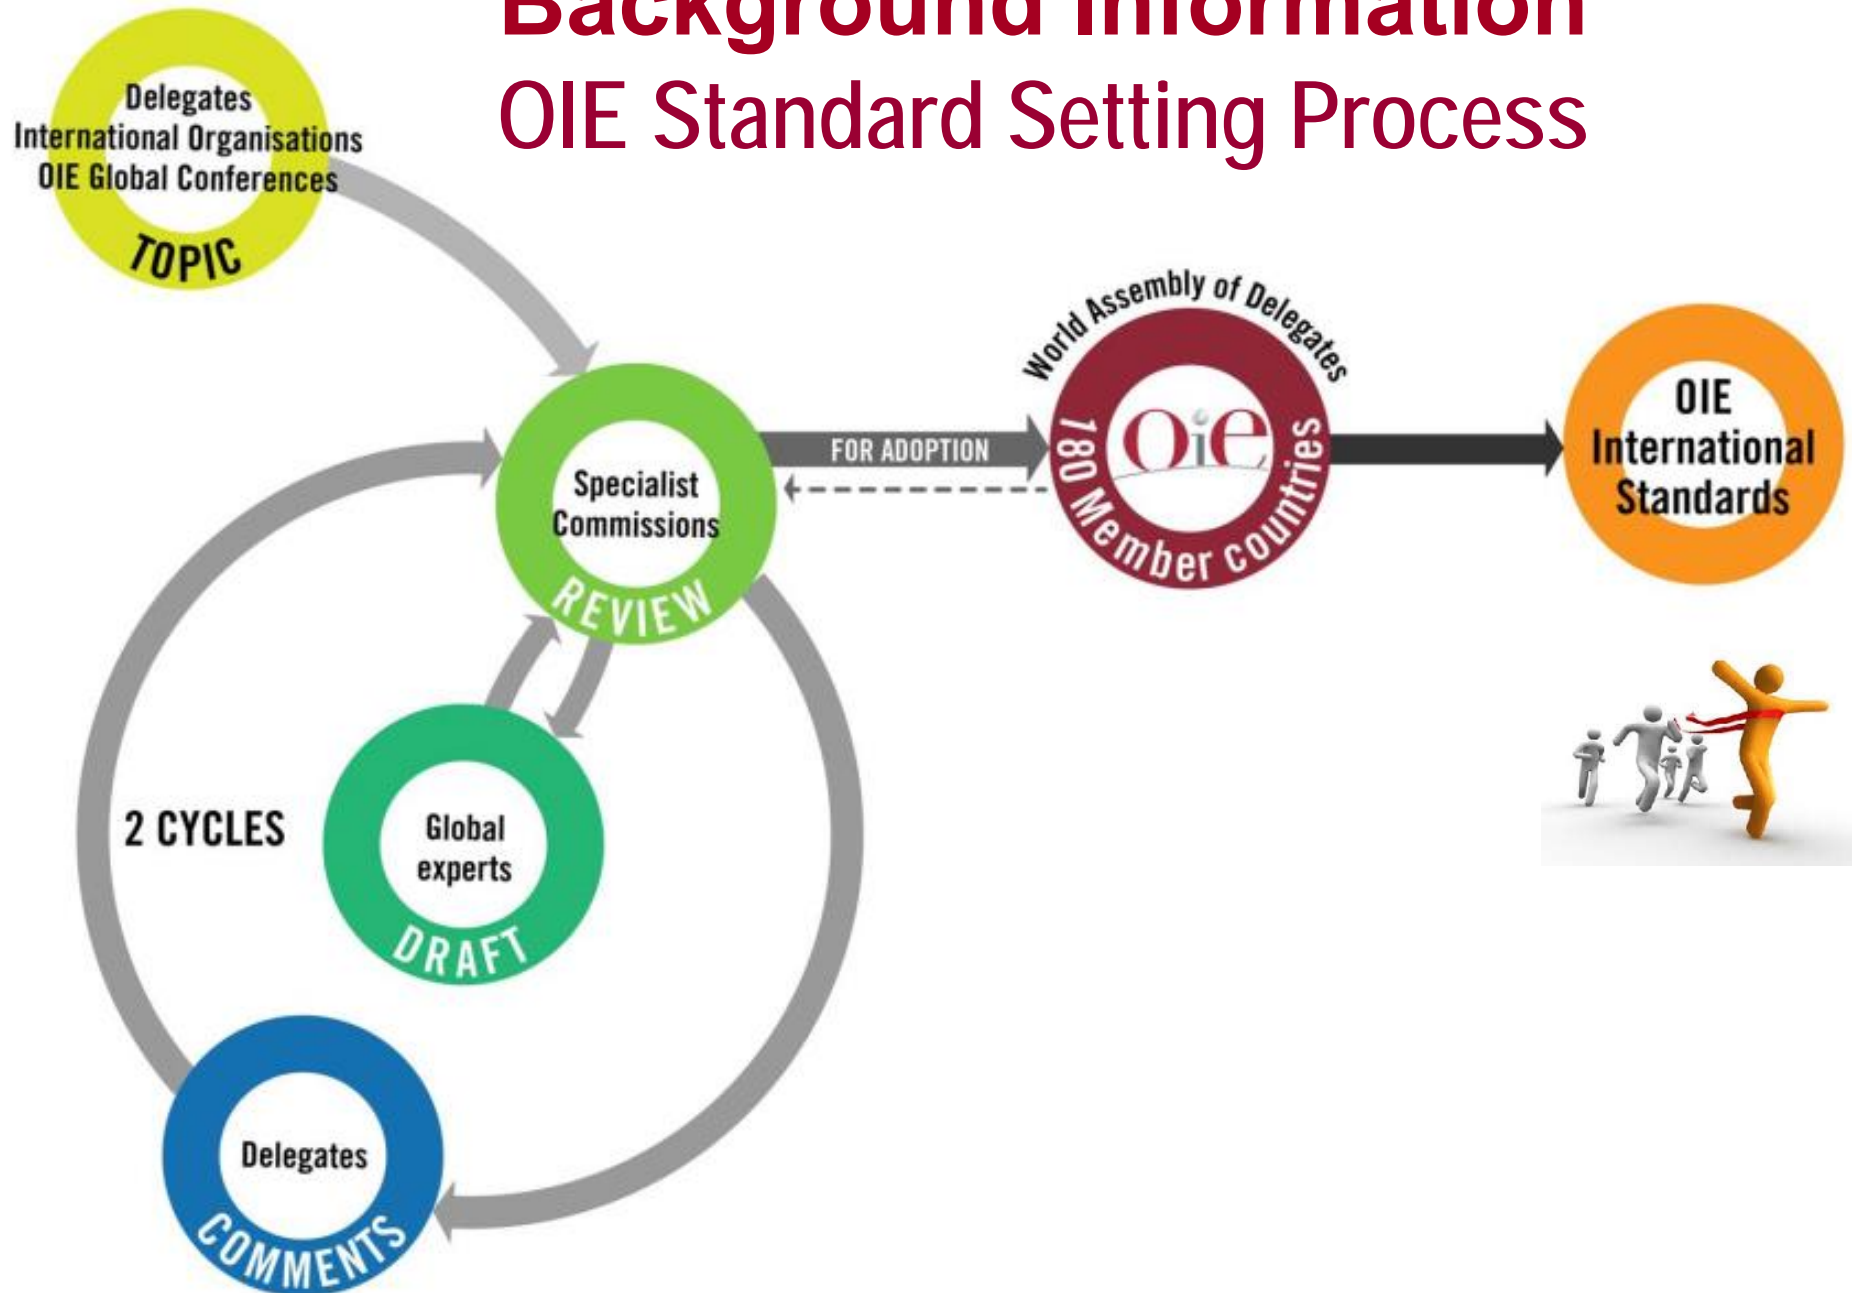 Background Information
OIE Standard Setting Process
Delegates
International Organisations
OIE Global Conferences
TOPIC
World Assembly of Delegates
OIE
International
Standards
FOR ADOPTION
oie
180 Member countries
Specialist
Commissions
REVIEW
2 CYCLES
Global
experts
DRAFT
Delegates
COMMENTS